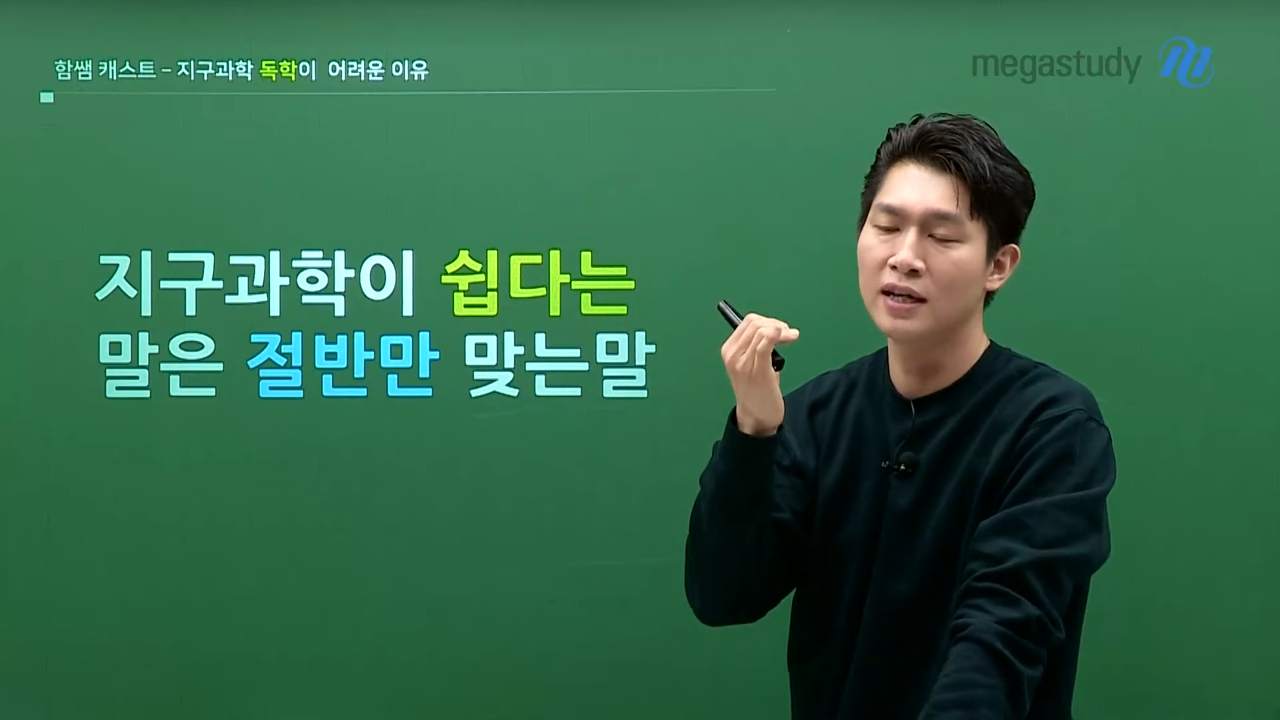 함쌤 캐스트 – 지구과학 독학이 어려운 이유
megastudy
지구과학이 쉽다는
말은 절반만 맞는말